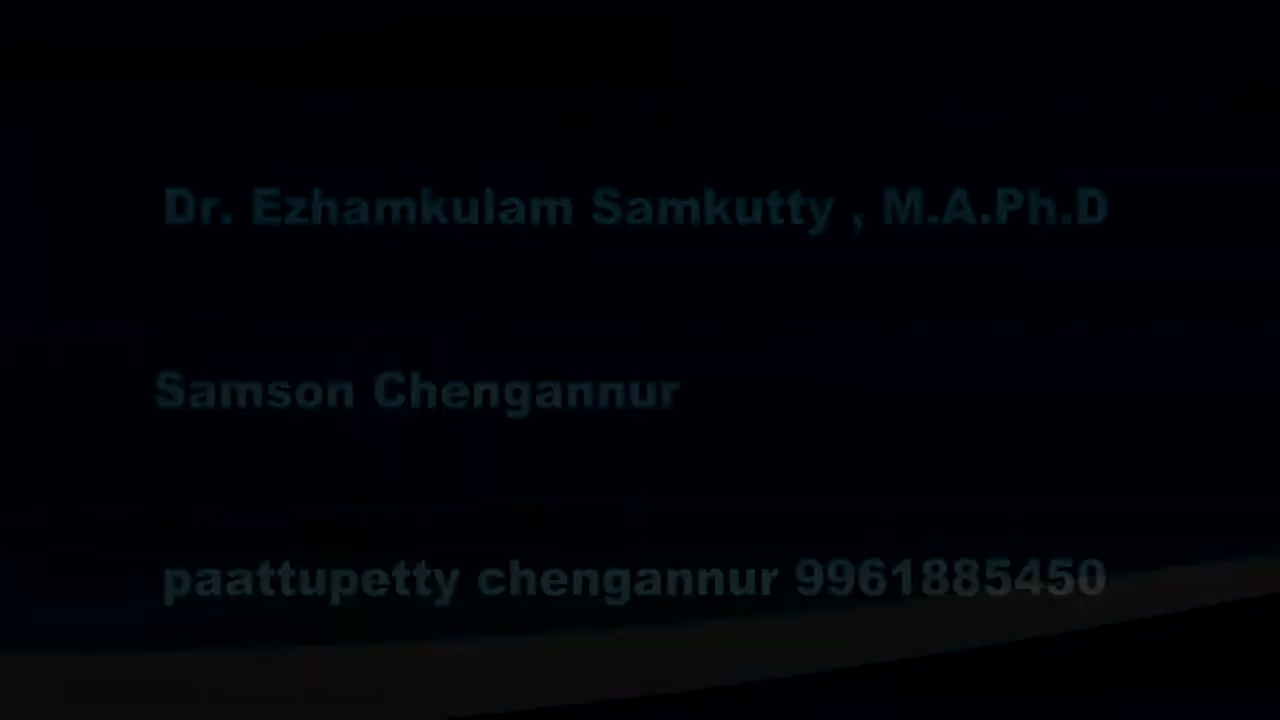 Dr. Ezhamkulam Samkutty , M.A.Ph.D
Samson Chengannur
paattupetty chengannur 9961885450